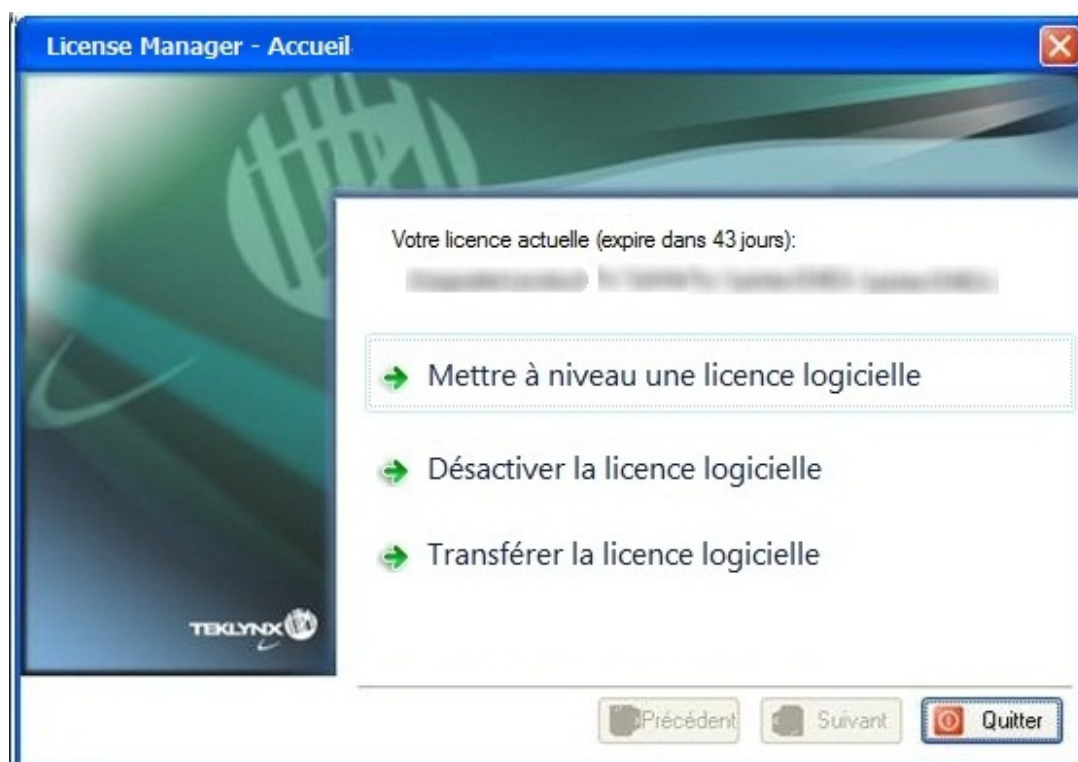 License Manager - Accueil
Votre licence actuelle (expire dans 43 jours):
Mettre à niveau une licence logicielle
Désactiver la licence logicielle
Transférer la licence logicielle
TEKLYNX
Précédent
Suivant
Quitter